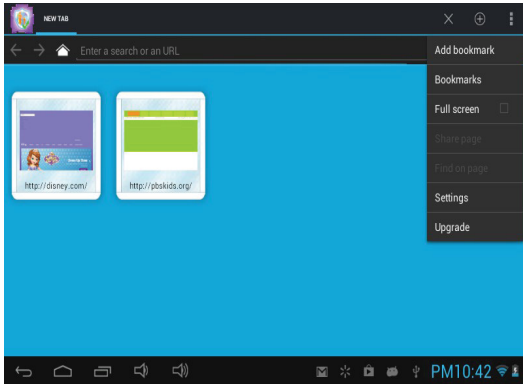 NEW TAB
Enter a search or an URL
Add bookmark
Bookmarks
Full screen
Share page
Find on page
Settings
Upgrade
http://disney.com/
http://pbskids.org/
PM10:42